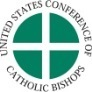 UNITED STATES CONFERENCE OF
CATHOLIC BISHOPS